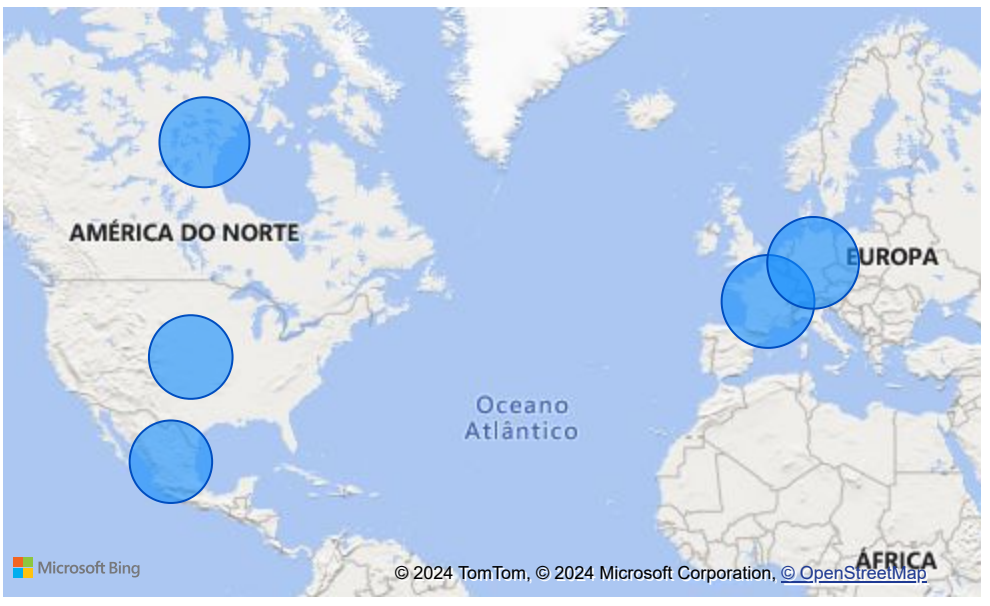 AMÉRICA DO NORTE
EUROPA
Oceano
Atlântico
ÁFRICA
Microsoft Bing
© 2024 TomTom, © 2024 Microsoft Corporation, © OpenStreetMap